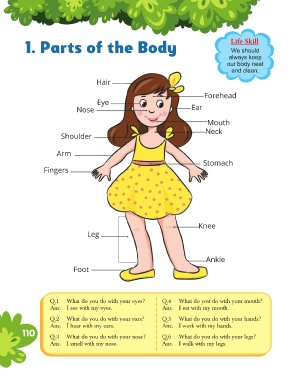 1. Parts of the Body
Life Skill
We should
always keep
our body neat
and clean.
Hair
Forehead
Eye
Ear
Nose
Mouth
Neck
Shoulder
Arm
Stomach
Fingers
Knee
Leg
Ankle
Foot
Q.1 What do you do with your eyes?
Ans. I see with my eyes.
Q.2 What do you do with your ears?
Ans. I hear with my ears.
Q.3 What do you do with your nose?
Ans. I smell with my nose.
Q.4 What do you do with your mouth?
Ans. I eat with my mouth.
Q.5 What do you do with your hands?
Ans. I work with my hands.
Q.6 What do you do with your legs?
Ans. I walk with my legs
110